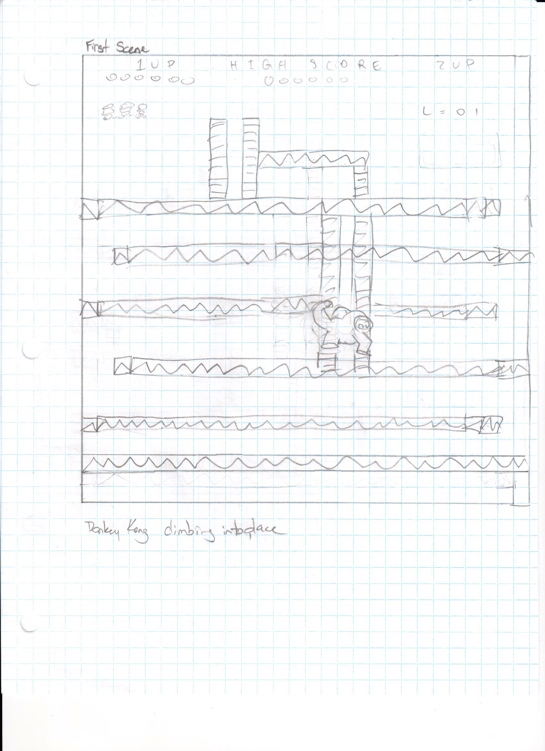 First Scene
1UP HIGH SCORE 2UP
000000 000000
L = 01
Donkey Kong climbing into place